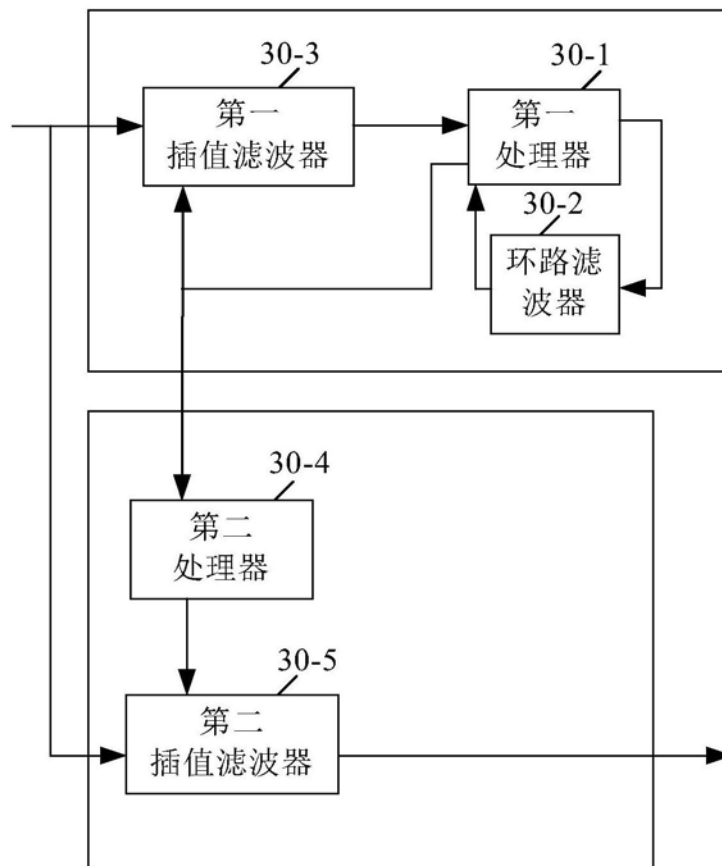 30-3
第一
插值滤波器
30-1
第一
处理器
30-2
环路滤
波器
30-4
第二
处理器
30-5
第二
插值滤波器